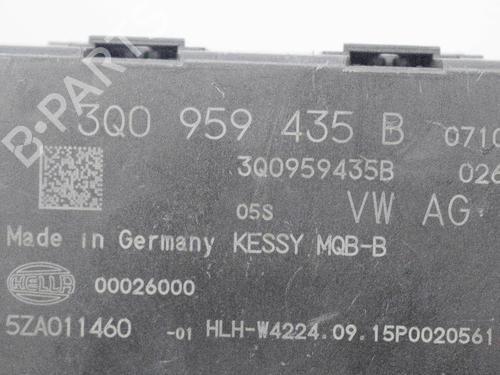 B-PARTS
3Q0 959 435 B 0710
3Q0959435B 026
05S VW AG
Made in Germany KESSY MQB-B
HELLA 00026000
5ZA011460 -01 HLH-W4224.09.15P0020561